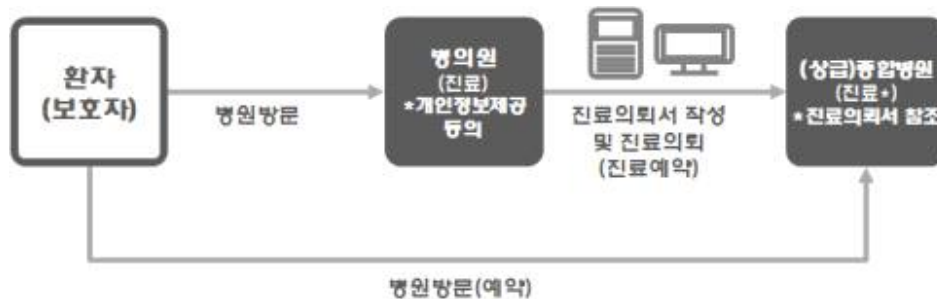 환자
(보호자)
병원방문
병의원
(진료)
*개인정보제공
동의
진료의뢰서 작성
및 진료의뢰
(진료예약)
(상급)종합병원
(진료*)
*진료의뢰서 참조
병원방문(예약)